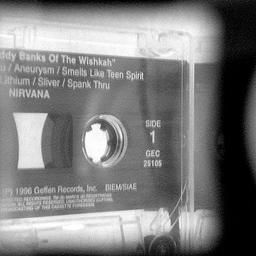 ddy Banks Of The Wishkah"
/ Aneurysm / Smells Like Teen Spirit
Lithium / Sliver / Spank Thru
NIRVANA
SIDE
1
GEC
25105
(P) 1996 Geffen Records, Inc. BIEM/SIAE